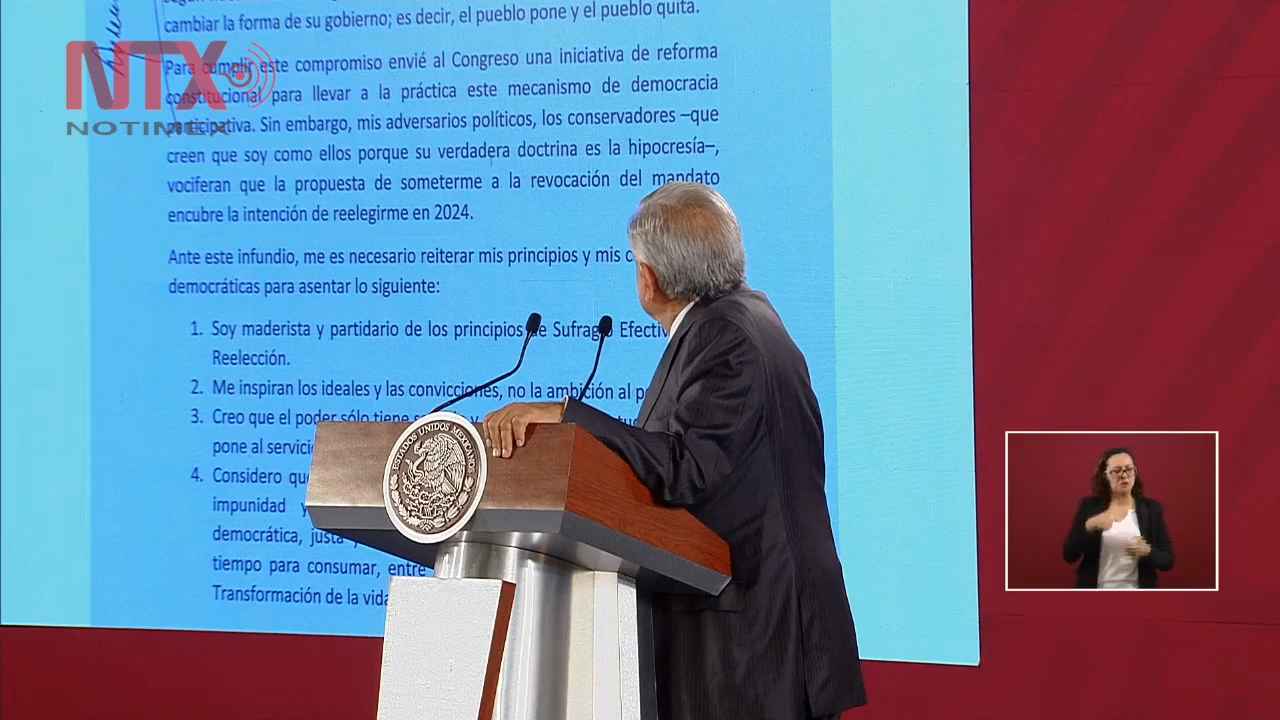 cambiar la forma de su gobierno; es decir, el pueblo pone y el pueblo quita.
Para cumplir este compromiso envié al Congreso una iniciativa de reforma
constitucional para llevar a la práctica este mecanismo de democracia
participativa. Sin embargo, mis adversarios políticos, los conservadores –que
creen que soy como ellos porque su verdadera doctrina es la hipocresía–,
vociferan que la propuesta de someterme a la revocación del mandato
encubre la intención de reelegirme en 2024.
Ante este infundio, me es necesario reiterar mis principios y mis
democráticas para asentar lo siguiente:
1. Soy maderista y partidario de los principios de Sufragio
Reelección.
2. Me inspiran los ideales y las convicciones, no la ambición al
3. Creo que el poder sólo tiene
pone al
4. Considero
impunidad
democrática, justa
tiempo para consumar, entre
Transformación de la
NTX
NOTIMEX
ESTADOS UNIDOS MEXICANOS